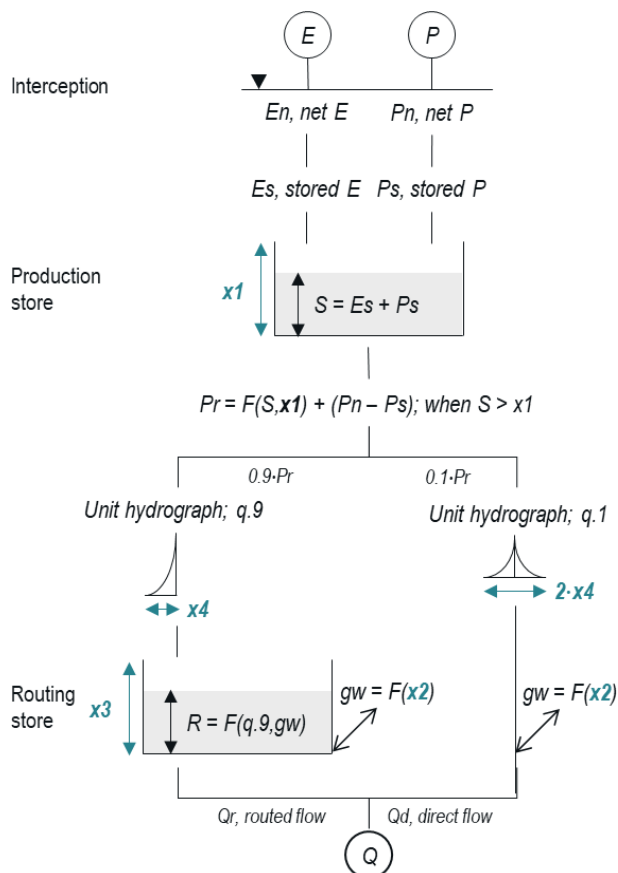 E
P
Interception
En, net E
Pn, net P
Es, stored E
Ps, stored P
Production
store
x1
S = Es + Ps
Pr = F(S,x1) + (Pn – Ps); when S > x1
0.9·Pr
0.1·Pr
Unit hydrograph; q.9
Unit hydrograph; q.1
x4
2·x4
Routing
store
x3
R = F(q.9,gw)
gw = F(x2)
gw = F(x2)
Qr, routed flow
Qd, direct flow
Q